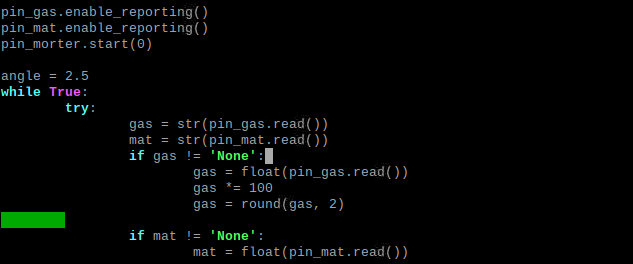 pin_gas.enable_reporting()
pin_mat.enable_reporting()
pin_morter.start(0)

angle = 2.5
while True:
        try:
                gas = str(pin_gas.read())
                mat = str(pin_mat.read())
                if gas != 'None':
                        gas = float(pin_gas.read())
                        gas *= 100
                        gas = round(gas, 2)

                if mat != 'None':
                        mat = float(pin_mat.read())